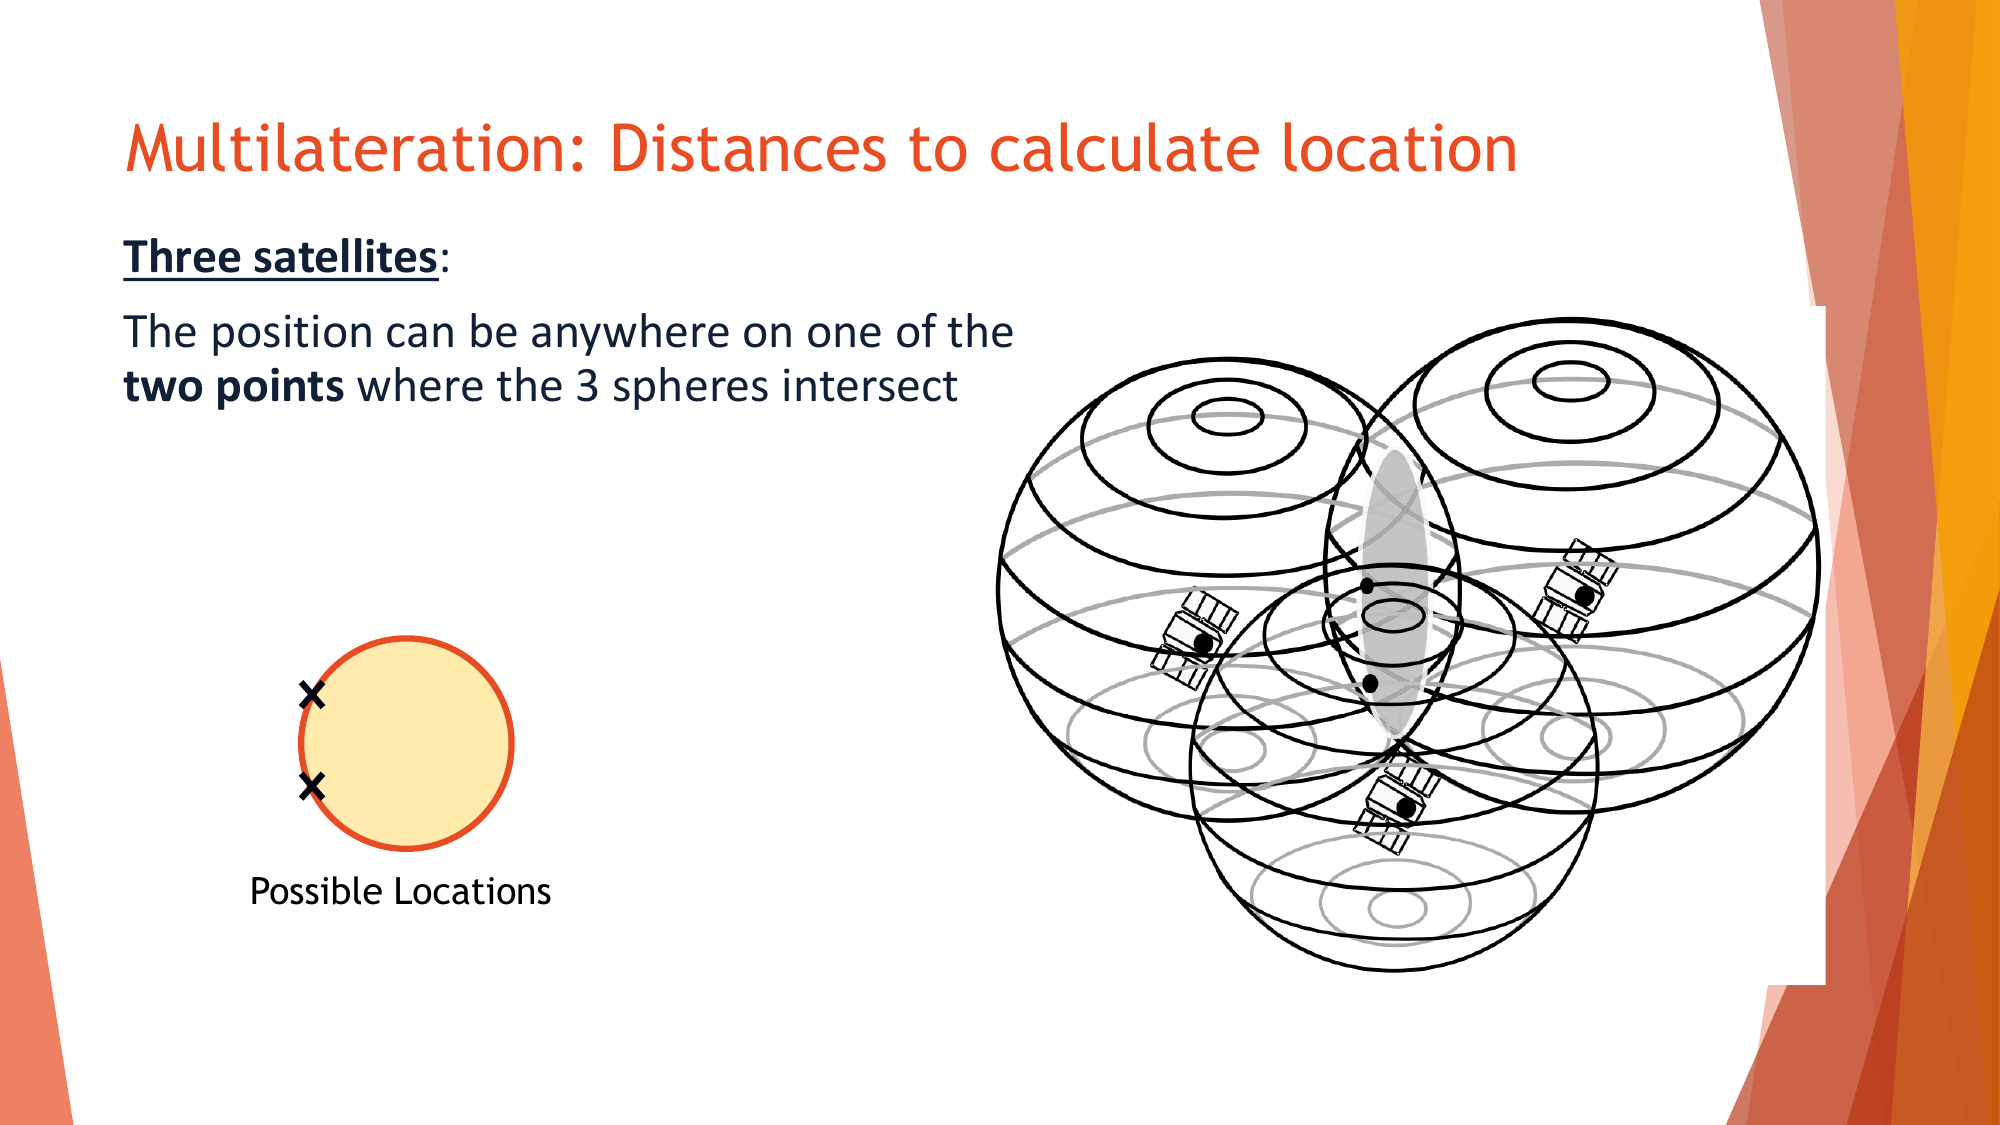 Multilateration: Distances to calculate location
Three satellites:
The position can be anywhere on one of the
two points where the 3 spheres intersect
Possible Locations